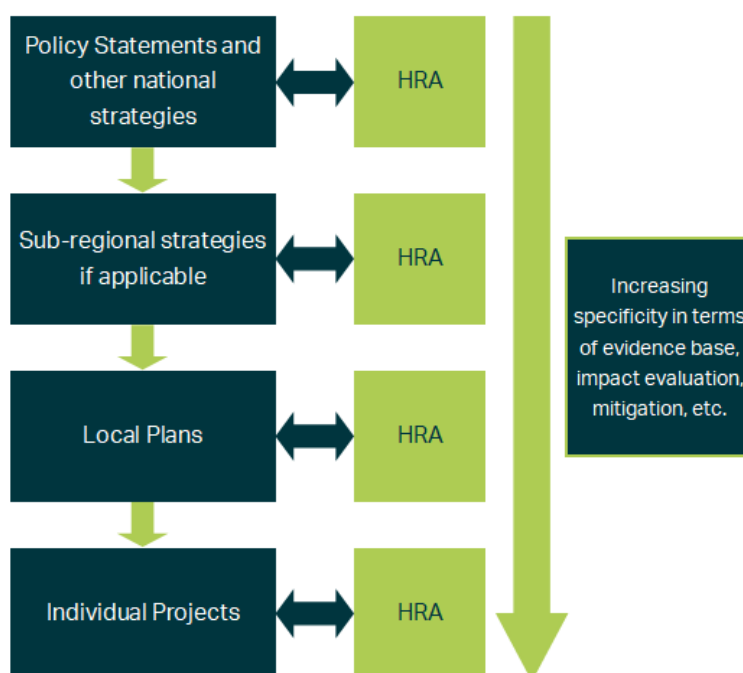 Policy Statements and
other national
strategies
HRA
Sub-regional strategies
if applicable
HRA
Increasing
specificity in terms
of evidence base,
impact evaluation,
mitigation, etc.
Local Plans
HRA
Individual Projects
HRA